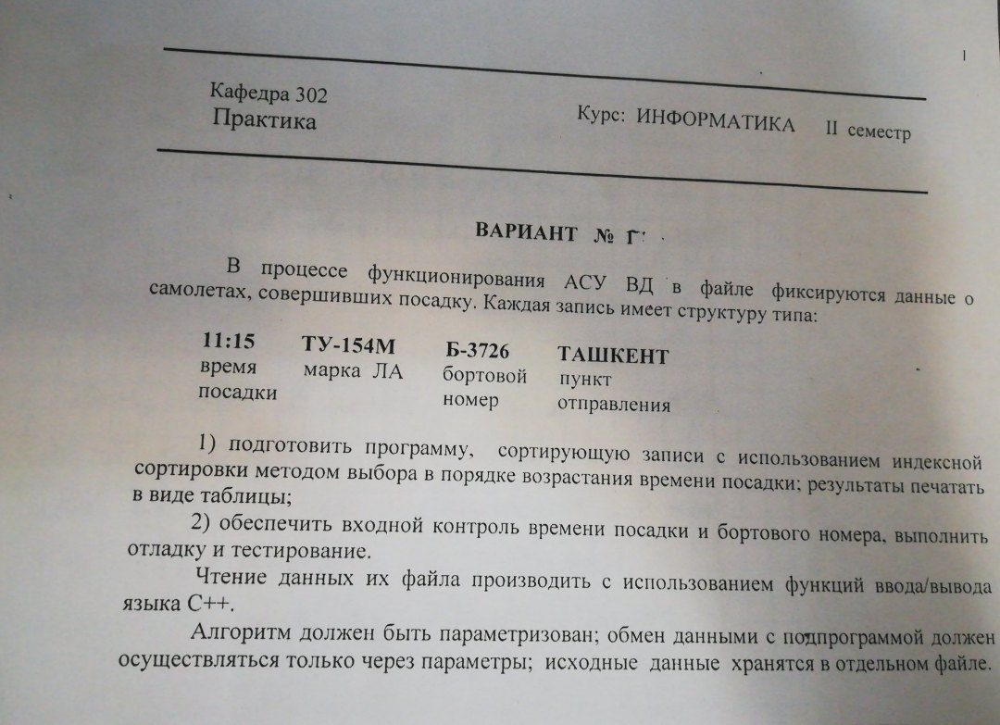 Кафедра 302
Практика
Курс: ИНФОРМАТИКА II семестр
ВАРИАНТ № Г
В процессе функционирования АСУ ВД в файле фиксируются данные о
самолетах, совершивших посадку. Каждая запись имеет структуру типа:
11:15 ТУ-154М Б-3726 ТАШКЕНТ
время марка ЛА бортовой пункт
посадки номер отправления
1) подготовить программу, сортирующую записи с использованием индексной
сортировки методом выбора в порядке возрастания времени посадки; результаты печатать
в виде таблицы;
2) обеспечить входной контроль времени посадки и бортового номера, выполнить
отладку и тестирование.
Чтение данных их файла производить с использованием функций ввода/вывода
языка С++.
Алгоритм должен быть параметризован; обмен данными с подпрограммой должен
осуществляться только через параметры; исходные данные хранятся в отдельном файле.